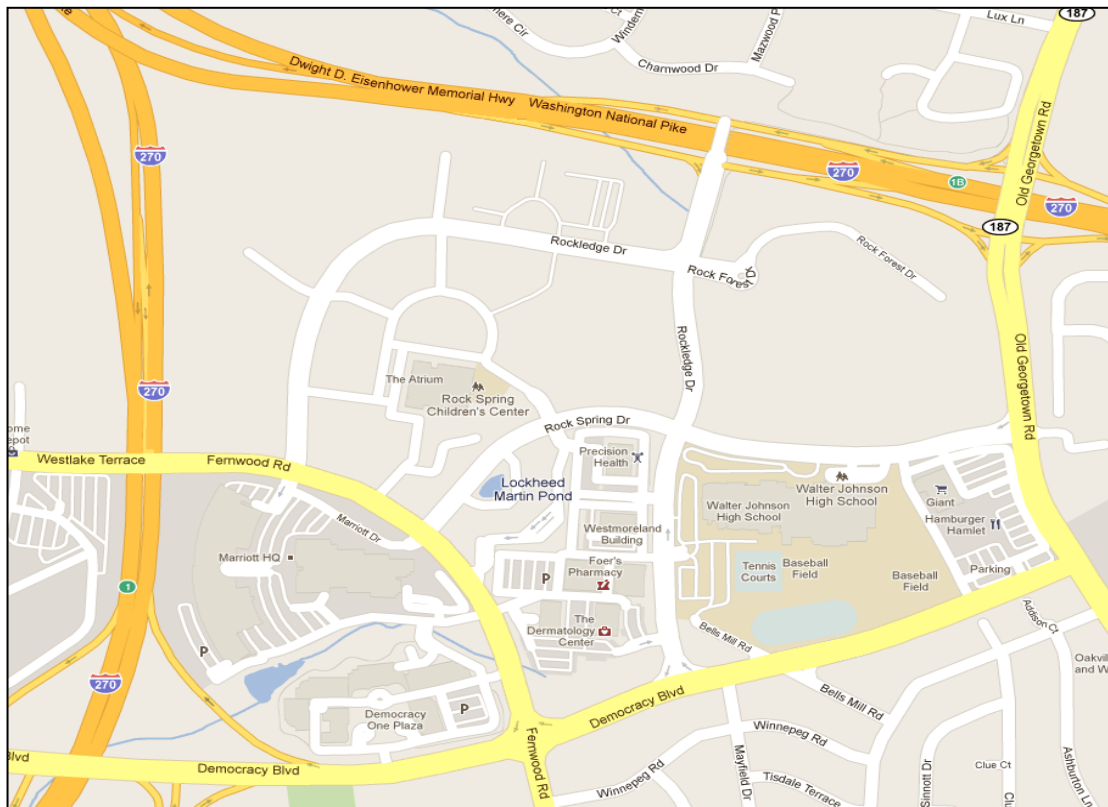 187
Lux Ln
Charnwood Dr
Dwight D. Eisenhower Memorial Hwy
Washington National Pike
Old Georgetown Rd
270
270
1B
270
187
Rockledge Dr
Rock Forest Dr
Rock Forest Dr
Rockledge Dr
Old Georgetown Rd
270
The Atrium
Rock Spring
Children's Center
Rock Spring Dr
Westlake Terrace
Fernwood Rd
Precision
Health
Lockheed
Martin Pond
Walter Johnson
High School
Walter Johnson
High School
Giant
Hamburger
Hamlet
Marriott Dr
Westmoreland
Building
Marriott HQ
Foer's
Pharmacy
P
Tennis
Courts
Baseball
Field
Baseball
Field
Parking
1
The
Dermatology
Center
Addison Ct
Bells Mill Rd
P
270
Bells Mill Rd
Democracy
One Plaza
P
Democracy Blvd
Winnepeg Rd
Democracy Blvd
Fernwood Rd
Winnepeg Rd
Mayfield Dr
Tisdale Terrace
Sinnott Dr
Clue Ct
Ashburton Ln